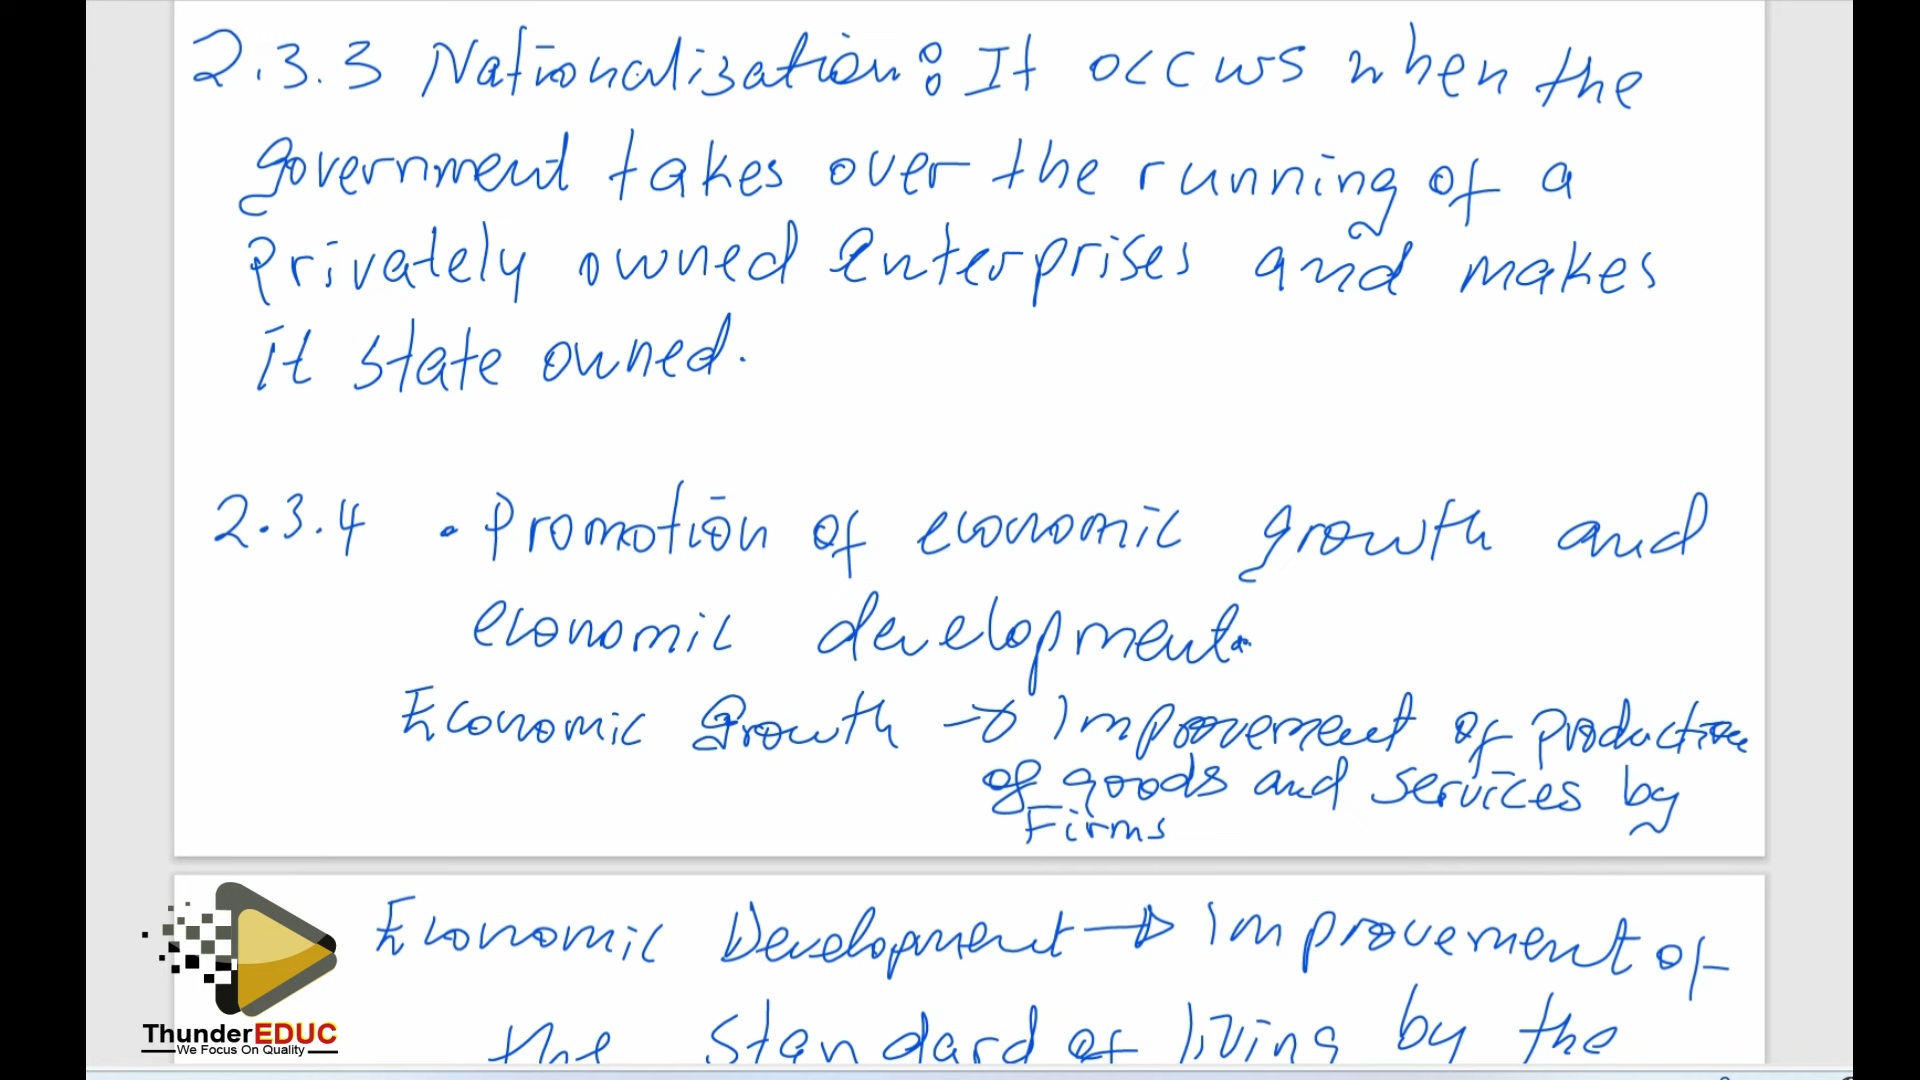 2.3.3 Nationalization: It occurs when the
government takes over the running of a
privately owned enterprises and makes
it state owned.
2.3.4 . Promotion of economic growth and
economic development.
Economic Growth → Improvement of production
of goods and services by
Firms
Economic Development → Improvement of
the standard of living by the
ThunderEDUC
We Focus On Quality